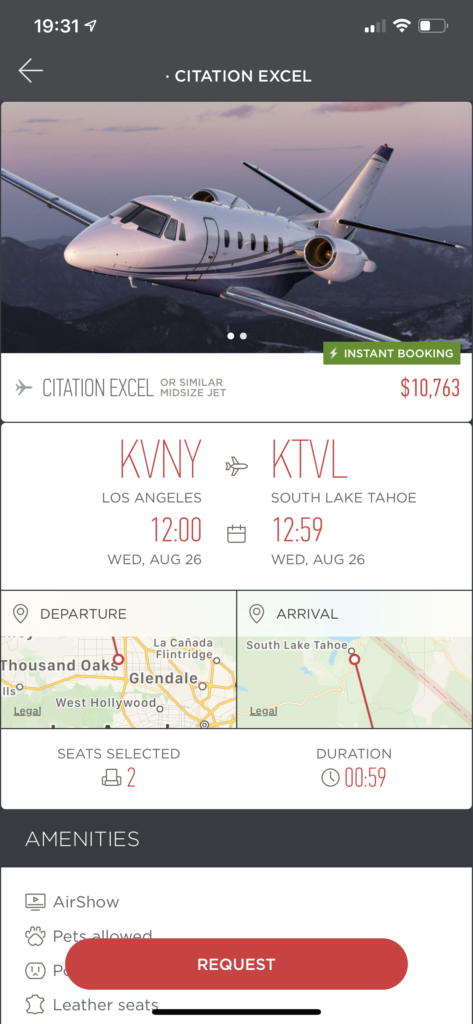 19:31
· CITATION EXCEL
INSTANT BOOKING
CITATION EXCEL OR SIMILAR
MIDSIZE JET
$10,763
KVNY KTVL
LOS ANGELES SOUTH LAKE TAHOE
12:00 12:59
WED, AUG 26 WED, AUG 26
DEPARTURE
La Cañada
Flintridge
Thousand Oaks
Glendale
West Hollywood
Legal
ARRIVAL
South Lake Tahoe
Legal
SEATS SELECTED
2
DURATION
00:59
AMENITIES
AirShow
Pets allowed
REQUEST
Leather seats